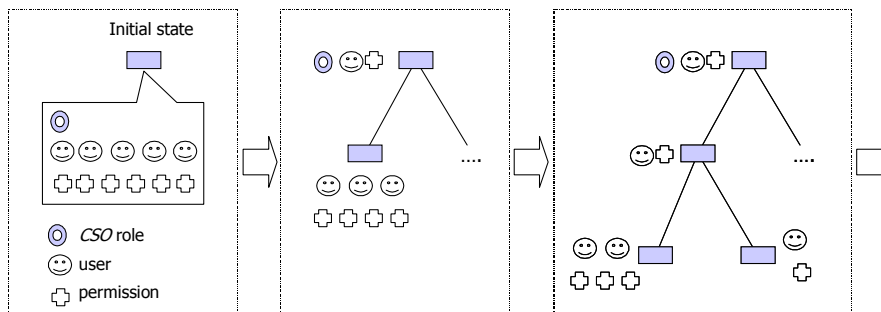 Initial state
....
....
CSO role
user
permission